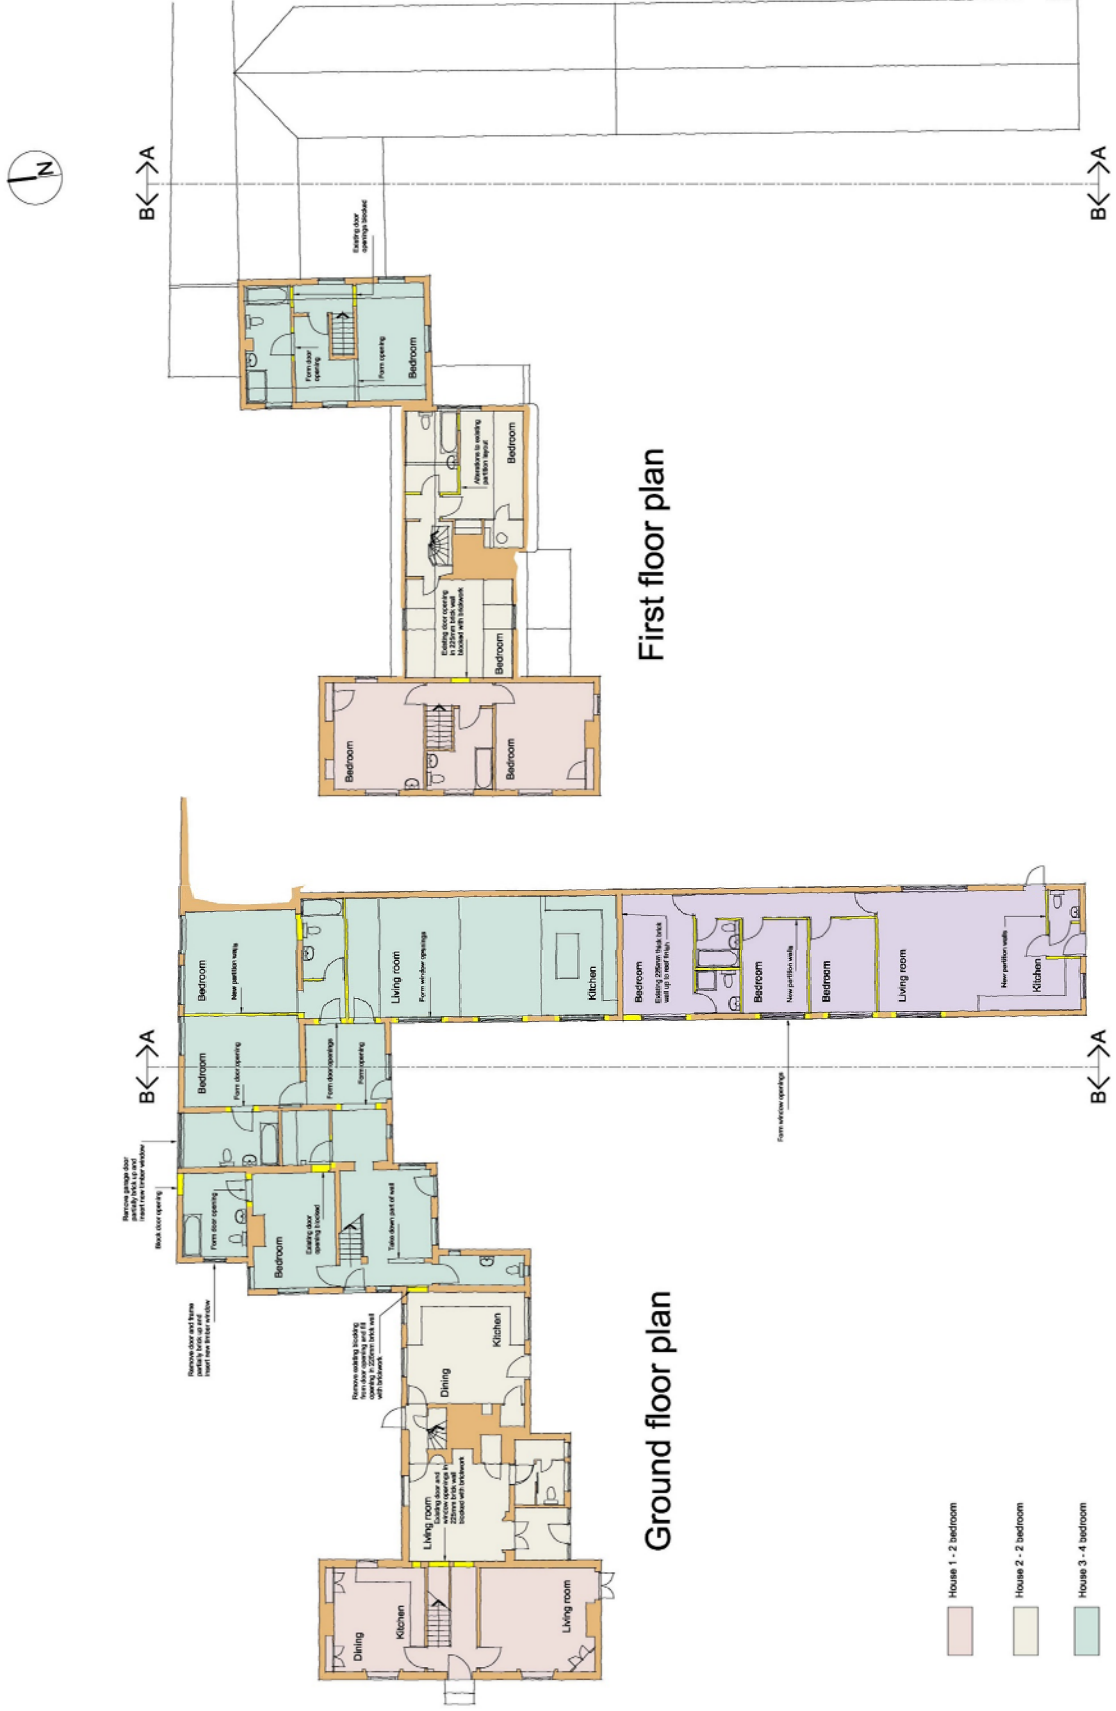 N
B
A
B
A
Existing door
openings blocked
Form door
opening
Form opening
Bedroom
Alterations to existing
partition layout
Bedroom
Existing door opening
in 225mm brick wall
blocked with brickwork
Bedroom
Bedroom
Bedroom
First floor plan
B
A
B
A
Remove garage door
partially brick up and
insert new timber window
Block door opening
Remove door and frame
partially brick up and
insert new timber window
Form door opening
Bedroom
Existing door
opening blocked
Take down part of wall
Bedroom
Form door opening
Bedroom
New partition walls
Form door openings
Form opening
Living room
Form window openings
Kitchen
Bedroom
Existing 225mm thick brick
wall up to roof finish
Bedroom
New partition walls
Bedroom
Living room
New partition walls
Kitchen
Form window openings
Remove existing blocking
from door opening and fill
opening in 225mm brick wall
with brickwork
Dining
Kitchen
Living room
Existing door and
window openings in
225mm brick wall
blocked with brickwork
Dining
Kitchen
Living room
Ground floor plan
House 1 - 2 bedroom
House 2 - 2 bedroom
House 3 - 4 bedroom